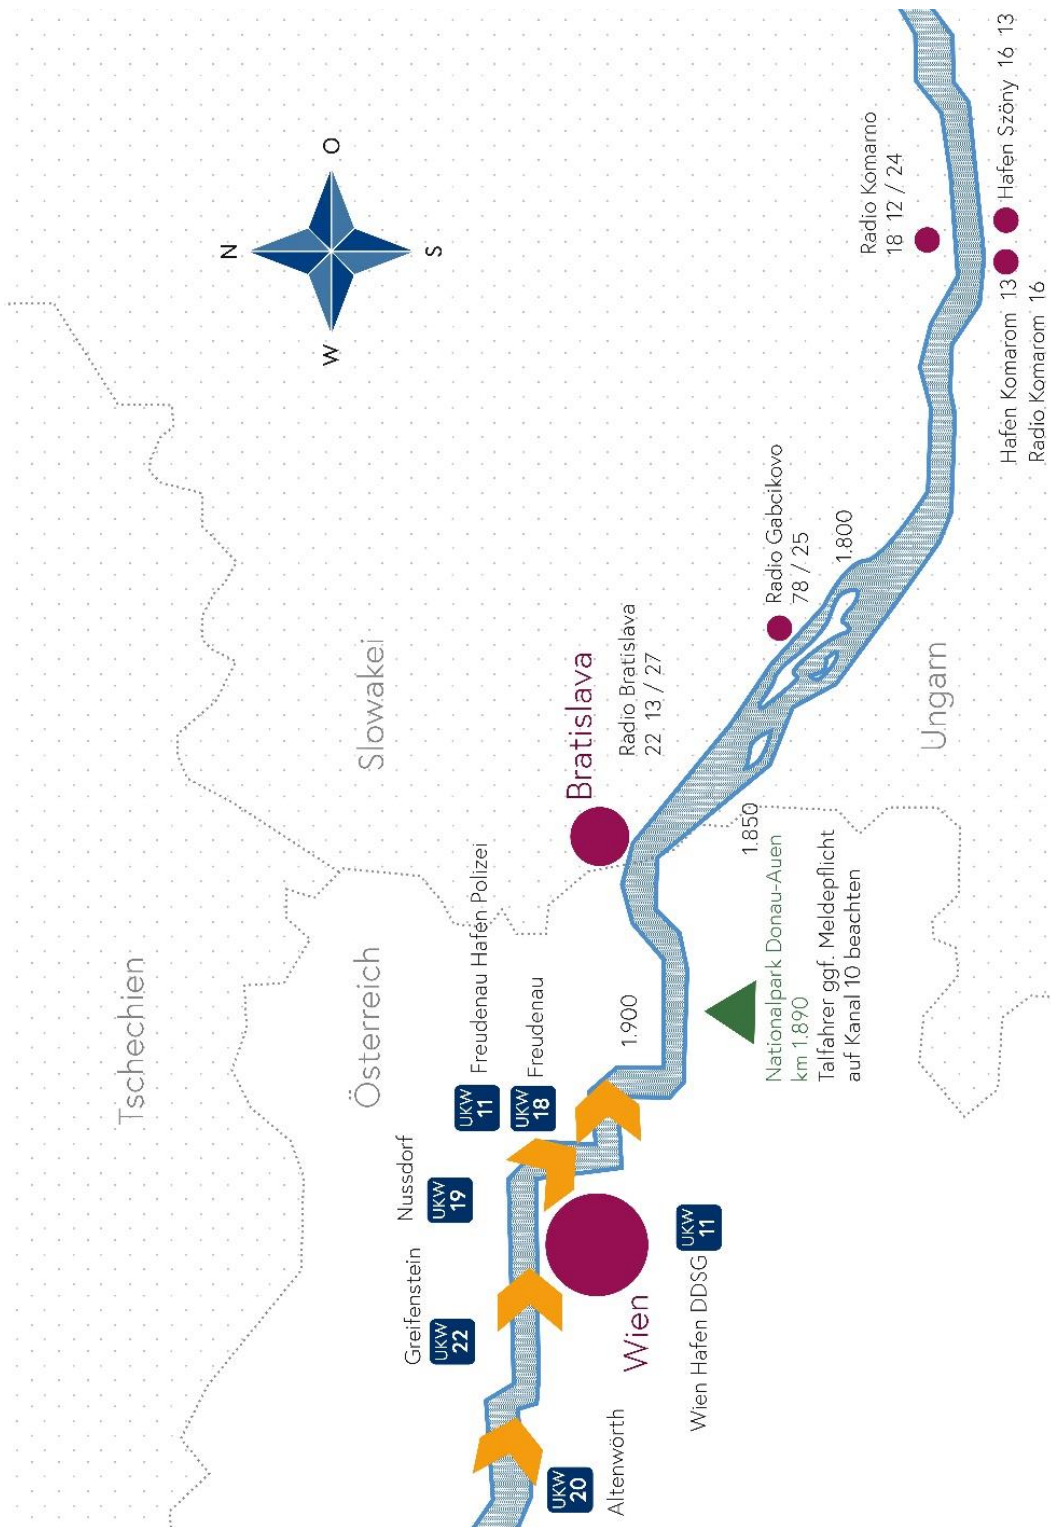 Tschechien
Österreich
Slowakei
Ungarn
N
O
S
W
UKW
20
Altenwörth
Greifenstein
UKW
22
Nussdorf
UKW
19
UKW
11
Freudenau Hafen Polizei
UKW
18
Freudenau
Wien
Wien Hafen DDSG
UKW
11
1.900
Nationalpark Donau-Auen
km 1.890
Talfahrer ggf. Meldepflicht
auf Kanal 10 beachten
Bratislava
Radio Bratislava
22 13 / 27
1.850
Radio Gabcikovo
78 / 25
1.800
Radio Komarno
18 12 / 24
Hafen Komarom 13
Radio Komarom 16
Hafen Szöny 16 13